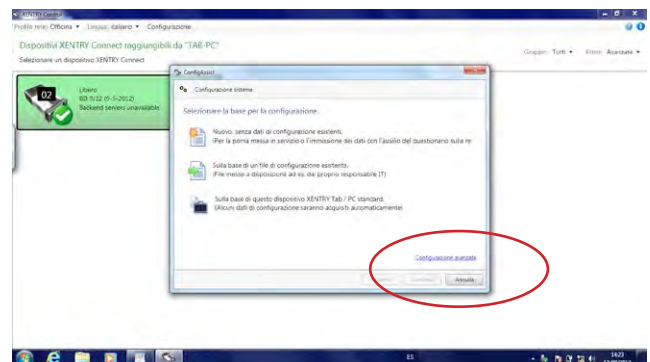 XENTRY Control
Profilo rete: Officina Lingua: italiano Configurazione
Dispositivi XENTRY Connect raggiungibili da "TAB-PC"
Selezionare un dispositivo XENTRY Connect
Gruppo: Tutti Filtro: Avanzate
02
Libero
Backend servers unavailable
ConfigAssist
Configurazione sistema
Selezionare la base per la configurazione.
Nuovo, senza dati di configurazione esistenti.
(Per la prima messa in servizio o l'immissione dei dati con l'ausilio del questionario sulla re
Sulla base di un file di configurazione esistente.
(File messo a disposizione ad es. dal proprio responsabile IT)
Sulla base di questo dispositivo XENTRY Tab / PC standard.
(Alcuni dati di configurazione saranno acquisiti automaticamente)
Configurazione avanzata
Annulla
ES
14:23